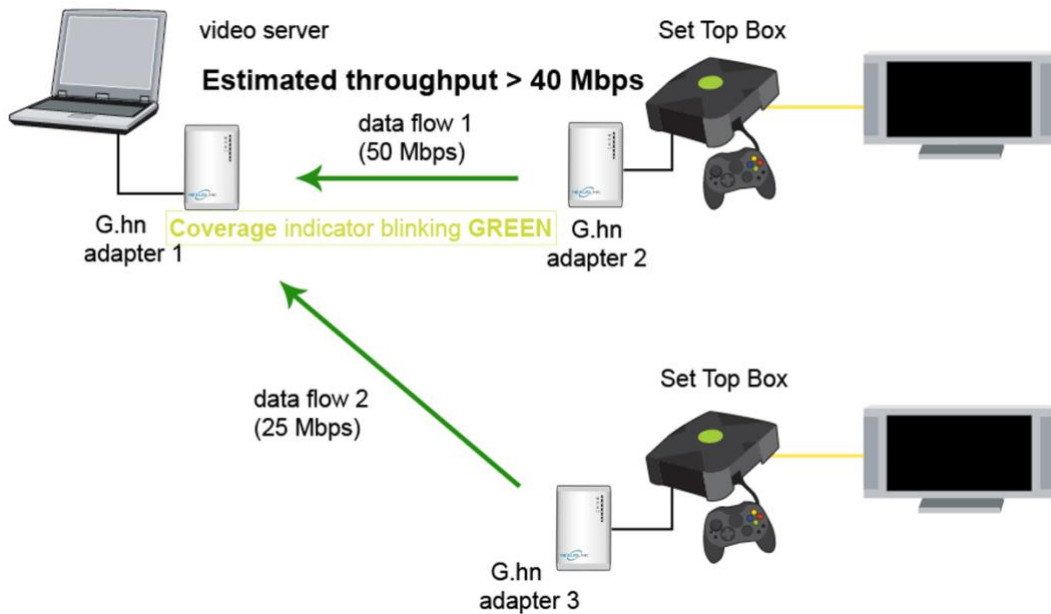 video server
Set Top Box
Estimated throughput > 40 Mbps
data flow 1
(50 Mbps)
Coverage indicator blinking GREEN
G.hn
adapter 1
G.hn
adapter 2
Set Top Box
data flow 2
(25 Mbps)
G.hn
adapter 3